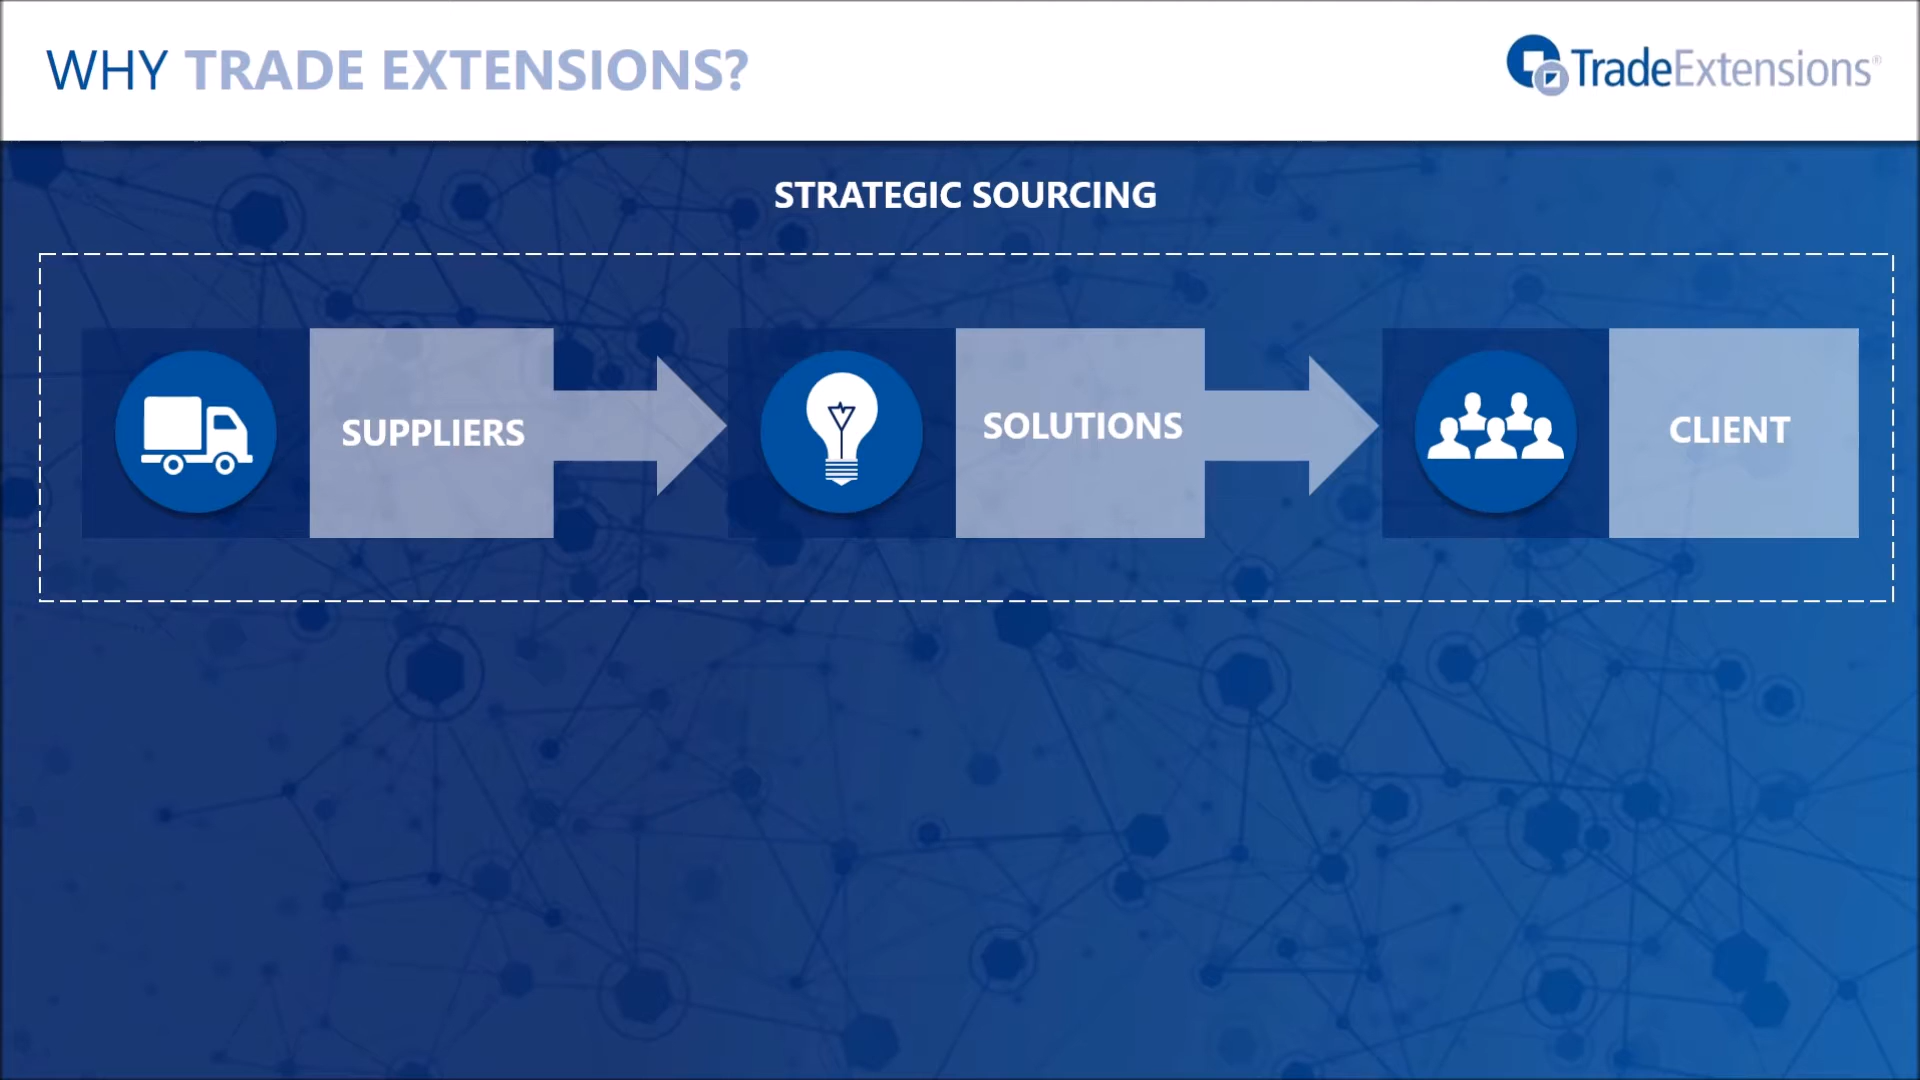 WHY TRADE EXTENSIONS?
TradeExtensions®
STRATEGIC SOURCING
SUPPLIERS
SOLUTIONS
CLIENT